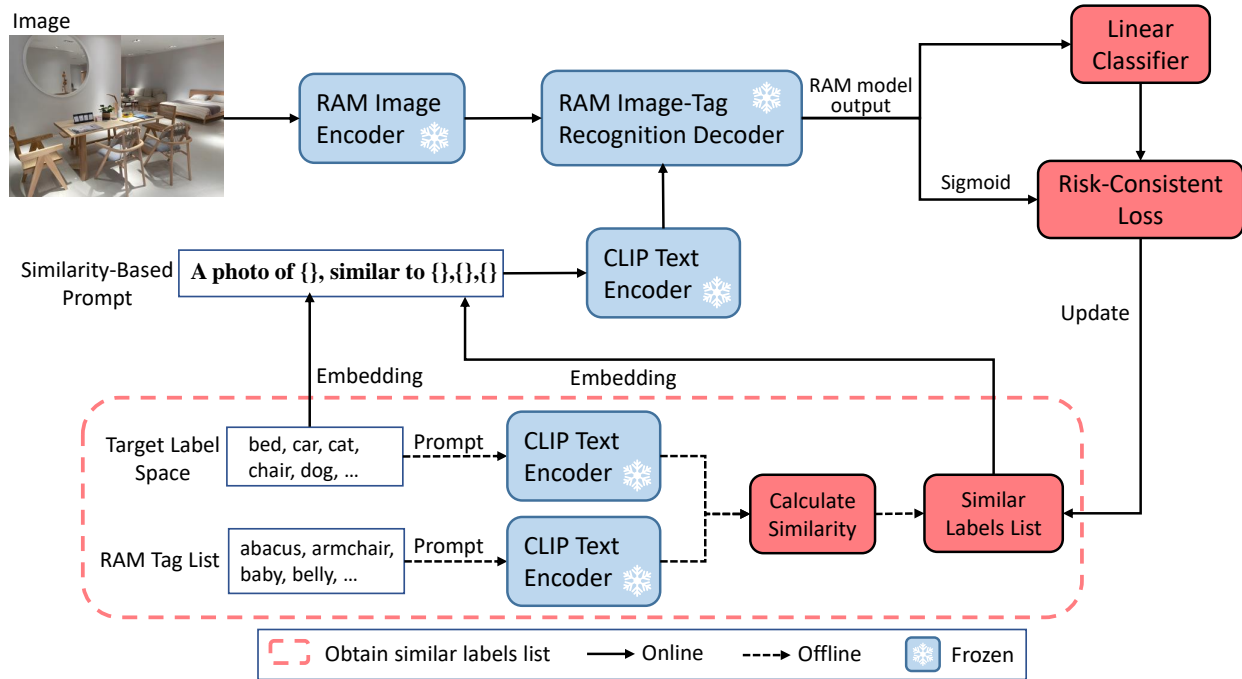 Image
RAM Image
Encoder
RAM Image-Tag
Recognition Decoder
RAM model
output
Linear
Classifier
Sigmoid
Risk-Consistent
Loss
Similarity-Based
Prompt
A photo of {}, similar to {},{},{}
CLIP Text
Encoder
Update
Embedding
Embedding
Target Label
Space
bed, car, cat,
chair, dog, ...
Prompt
CLIP Text
Encoder
Calculate
Similarity
Similar
Labels List
RAM Tag List
abacus, armchair,
baby, belly, ...
Prompt
CLIP Text
Encoder
Obtain similar labels list
Online
Offline
Frozen